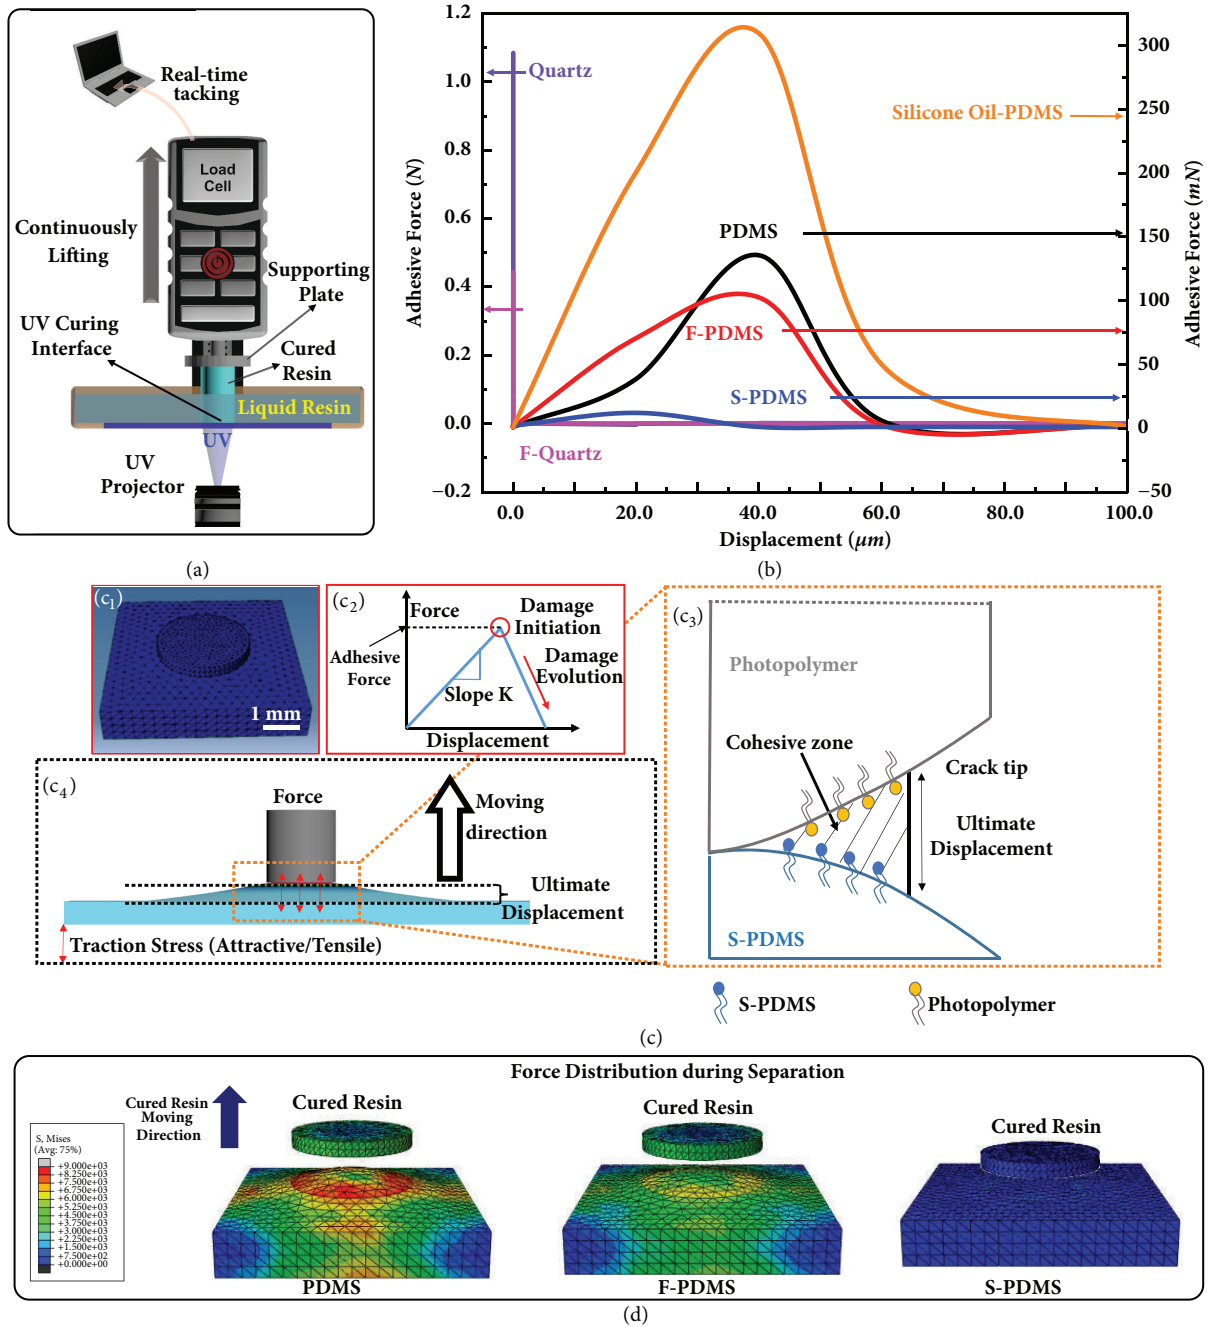 (a)
Real-time
tacking
Load
Cell
Continuously
Lifting
Supporting
Plate
UV Curing
Interface
Cured
Resin
Liquid Resin
UV
UV
Projector
(b)
1.2
1.0
0.8
0.6
0.4
0.2
0.0
−0.2
Adhesive Force (N)
300
250
200
150
100
50
0
−50
Adhesive Force (mN)
Quartz
Silicone Oil-PDMS
PDMS
F-PDMS
S-PDMS
F-Quartz
0.0
20.0
40.0
60.0
80.0
100.0
Displacement (μm)
(c1)
1 mm
(c2)
Force
Damage
Initiation
Adhesive
Force
Damage
Evolution
Slope K
Displacement
(c3)
Photopolymer
Cohesive zone
Crack tip
Ultimate
Displacement
S-PDMS
(c4)
Force
Moving
direction
Ultimate
Displacement
Traction Stress (Attractive/Tensile)
S-PDMS
Photopolymer
(c)
Force Distribution during Separation
Cured Resin
Moving
Direction
Cured Resin
Cured Resin
Cured Resin
S, Mises
(Avg: 75%)
+9.000e+03
+8.250e+03
+7.500e+03
+6.750e+03
+6.000e+03
+5.250e+03
+4.500e+03
+3.750e+03
+3.000e+03
+2.250e+03
+1.500e+03
+7.500e+02
+0.000e+00
PDMS
F-PDMS
S-PDMS
(d)